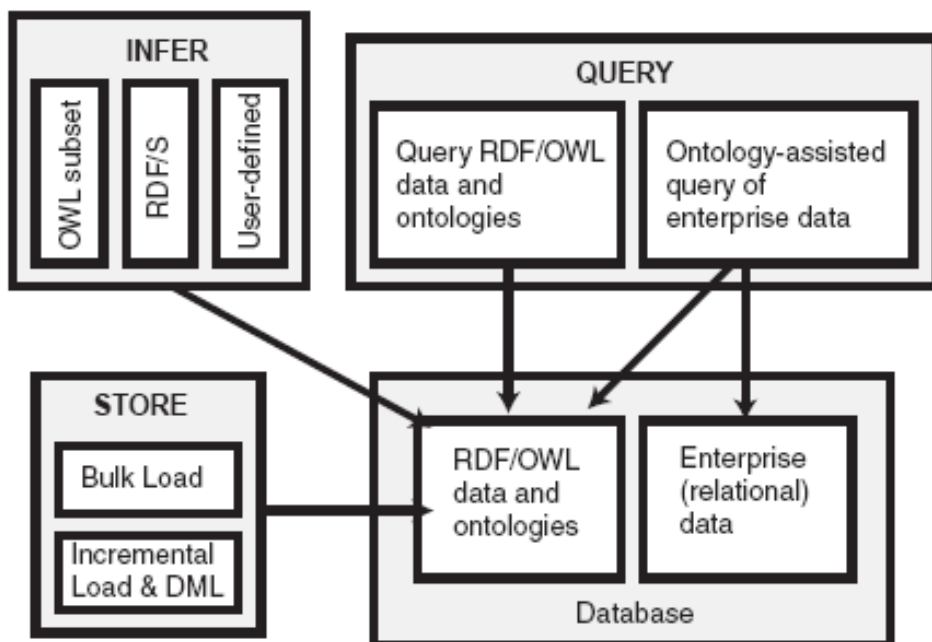 INFER
OWL subset
RDF/S
User-defined
QUERY
Query RDF/OWL
data and
ontologies
Ontology-assisted
query of
enterprise data
STORE
Bulk Load
Incremental
Load & DML
RDF/OWL
data and
ontologies
Enterprise
(relational)
data
Database